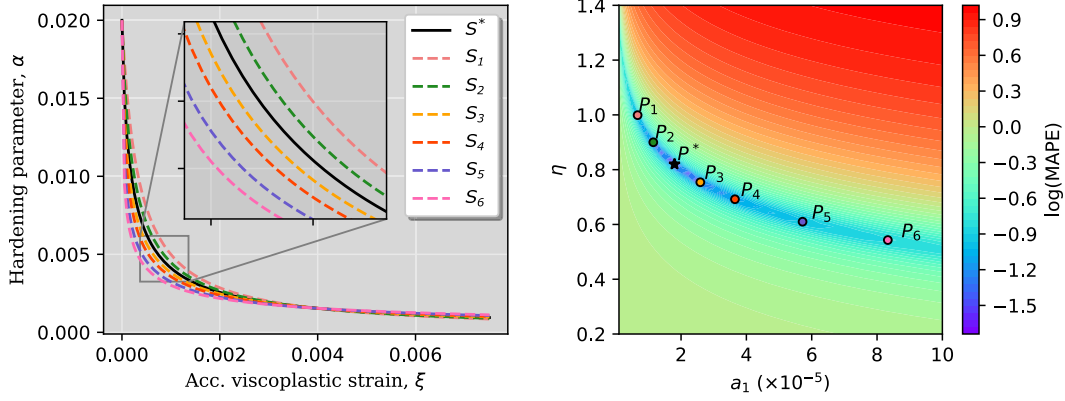 0.020
0.015
0.010
0.005
0.000
Hardening parameter, α
0.000
0.002
0.004
0.006
Acc. viscoplastic strain, ξ
S*
S1
S2
S3
S4
S5
S6
1.4
1.2
1.0
0.8
0.6
0.4
0.2
η
P1
P2
P*
P3
P4
P5
P6
2
4
6
8
10
a1 (×10−5)
0.9
0.6
0.3
0.0
−0.3
−0.6
−0.9
−1.2
−1.5
log(MAPE)